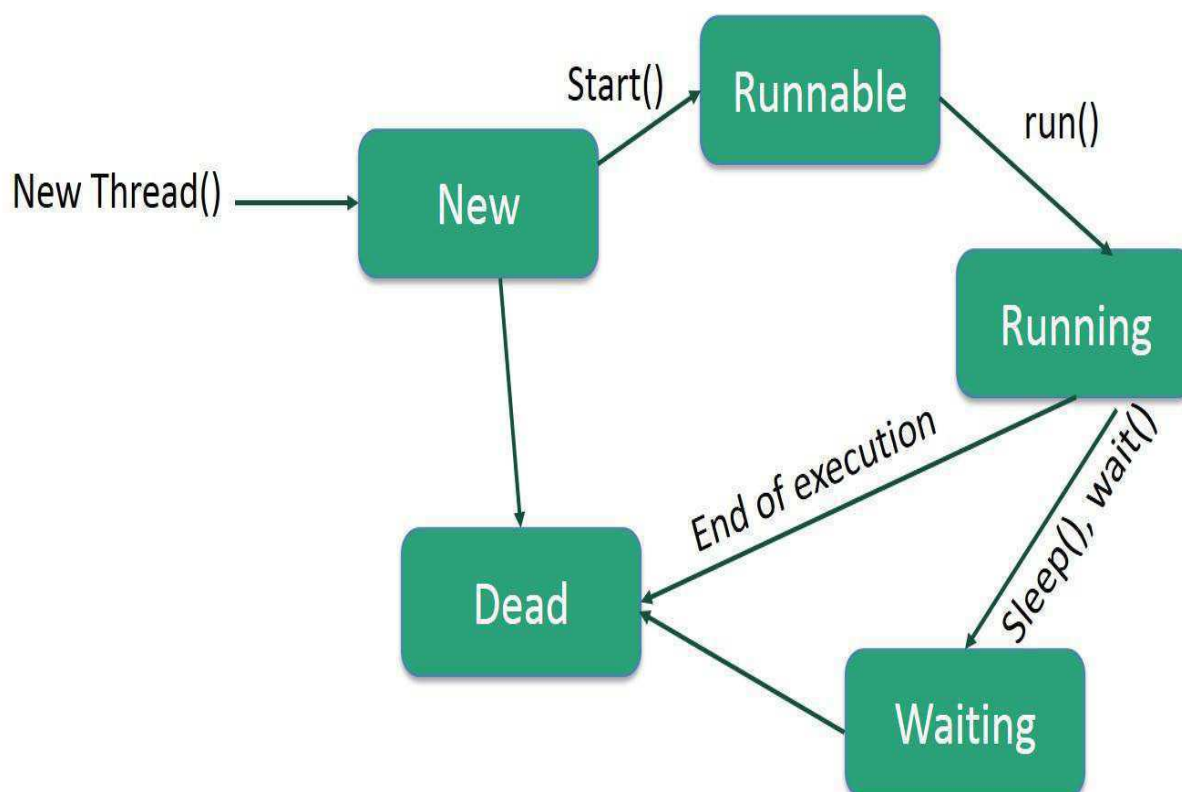 Runnable
Start()
run()
New Thread()
New
Running
End of execution
Sleep(), wait()
Dead
Waiting